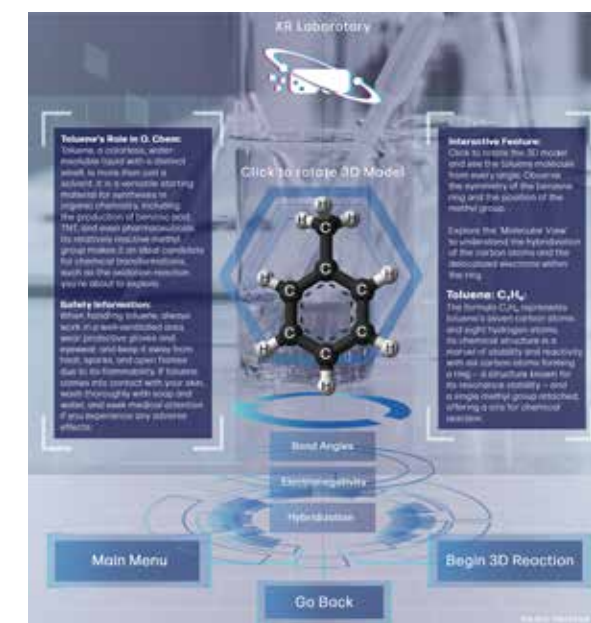 XR Laboratory
Toluene's Role in O. Chem:
Toluene, a colorless, water-
insoluble liquid with a distinct
smell, is more than just a
solvent. It is a versatile starting
material for syntheses in
organic chemistry, including
the production of benzoic acid,
TNT, and even pharmaceuticals.
Its relatively reactive methyl
group makes it an ideal candidate
for chemical transformations,
such as the oxidation reaction
you're about to explore.
Safety Information:
When handling toluene, always
work in a well-ventilated area,
wear protective gloves and
eyewear, and keep it away from
heat, sparks, and open flames
due to its flammability. If toluene
comes into contact with your skin,
wash thoroughly with soap and
water, and seek medical attention
if you experience any adverse
effects.
Click to rotate 3D Model
H
H
H
C
C
H
C
C
H
H
C
C
H
C
H
Interactive Feature:
Click to rotate the 3D model
and see the toluene molecule
from every angle. Observe
the symmetry of the benzene
ring and the position of the
methyl group.
Explore the 'Molecular View'
to understand the hybridization
of the carbon atoms and the
delocalized electrons within
the ring.
Toluene: C₇H₈:
The formula C₇H₈ represents
toluene's seven carbon atoms
and eight hydrogen atoms.
Its chemical structure is a
marvel of stability and reactivity,
with six carbon atoms forming
a ring – a structure known for
its resonance stability – and
a single methyl group attached,
offering a site for chemical
reaction.
Bond Angles
Electronegativity
Hybridization
Main Menu
Begin 3D Reaction
Go Back